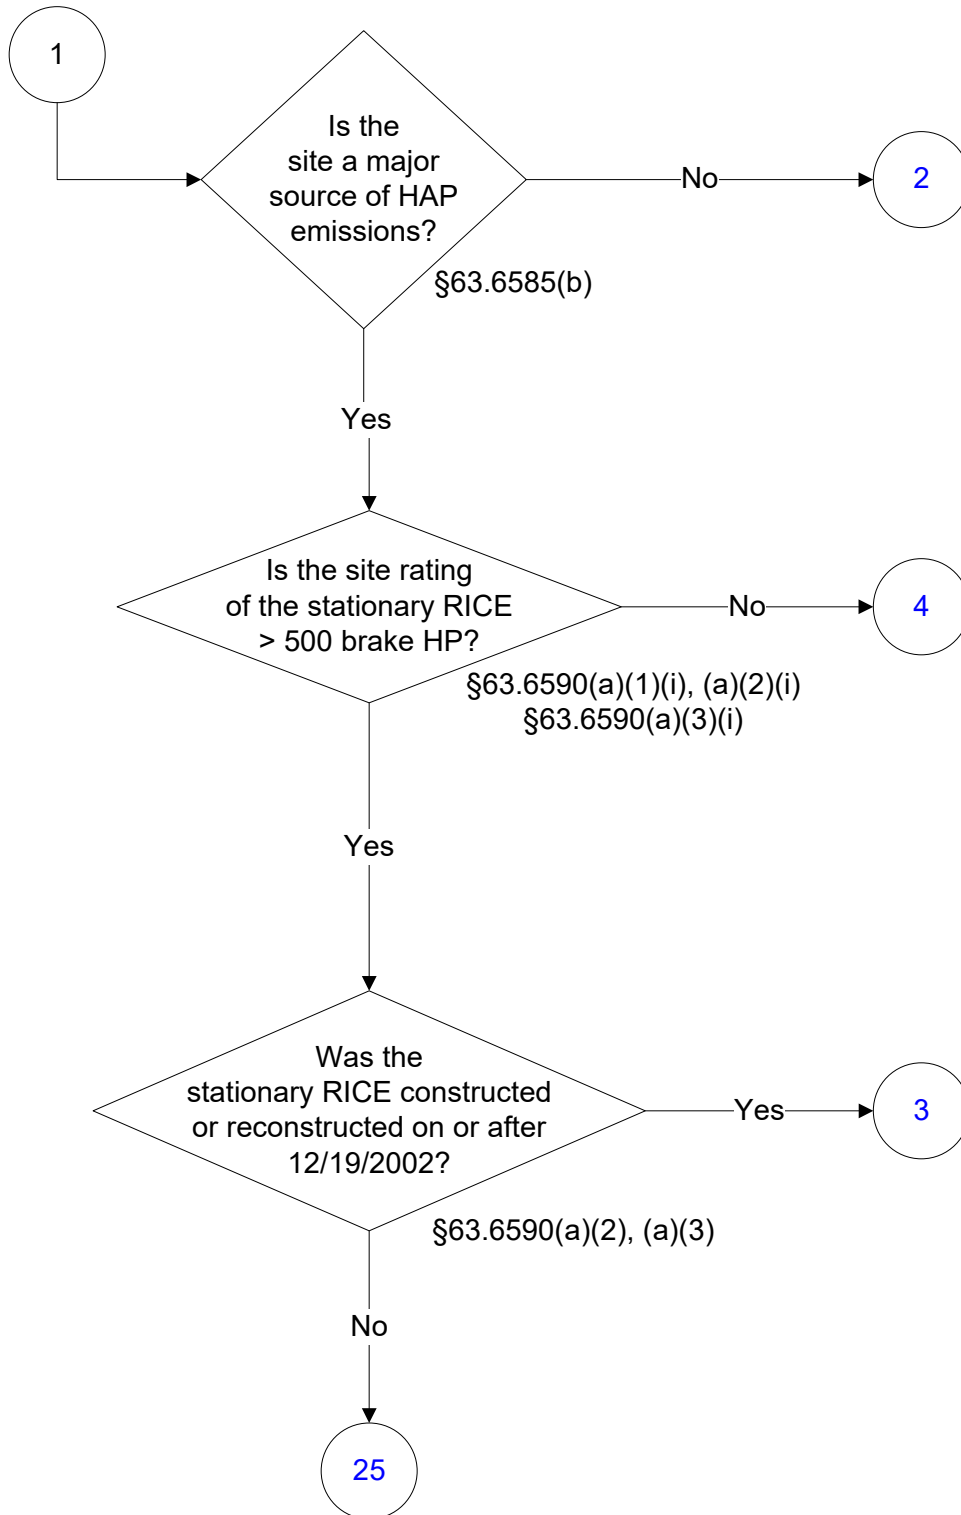 1
Is the
site a major
source of HAP
emissions?
No
2
§63.6585(b)
Yes
Is the site rating
of the stationary RICE
> 500 brake HP?
No
4
§63.6590(a)(1)(i), (a)(2)(i)
§63.6590(a)(3)(i)
Yes
Was the
stationary RICE constructed
or reconstructed on or after
12/19/2002?
Yes
3
§63.6590(a)(2), (a)(3)
No
25